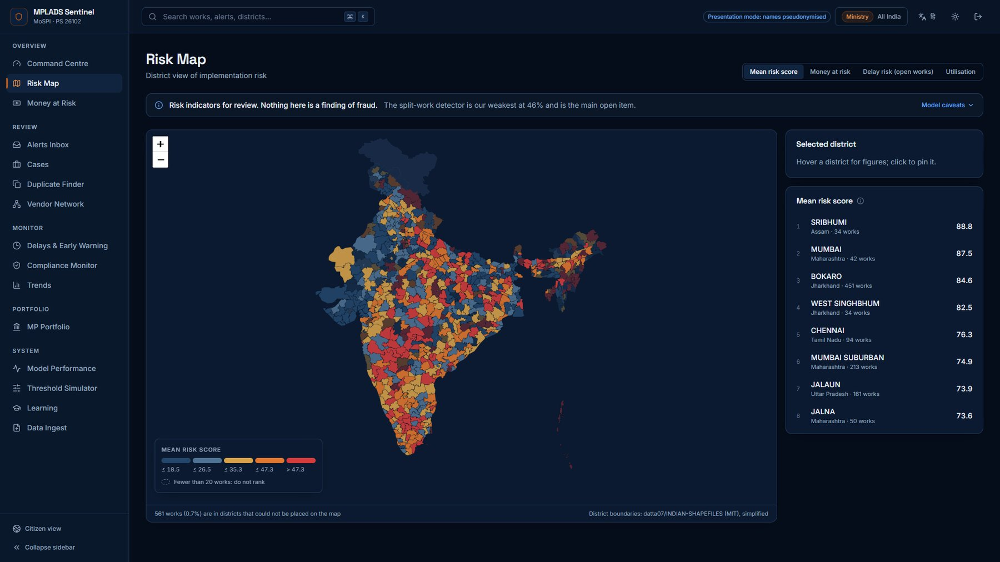 MPLADS Sentinel
MoSPI · PS 26102
Search works, alerts, districts...
⌘ K
Presentation mode: names pseudonymised
Ministry All India
हि
OVERVIEW
Command Centre
Risk Map
Money at Risk
REVIEW
Alerts Inbox
Cases
Duplicate Finder
Vendor Network
MONITOR
Delays & Early Warning
Compliance Monitor
Trends
PORTFOLIO
MP Portfolio
SYSTEM
Model Performance
Threshold Simulator
Learning
Data Ingest
Citizen view
Collapse sidebar
Risk Map
District view of implementation risk
Mean risk score Money at risk Delay risk (open works) Utilisation
Risk indicators for review. Nothing here is a finding of fraud. The split-work detector is our weakest at 46% and is the main open item.
Model caveats
+
−
MEAN RISK SCORE
≤ 18.5 ≤ 26.5 ≤ 35.3 ≤ 47.3 > 47.3
Fewer than 20 works: do not rank
561 works (0.7%) are in districts that could not be placed on the map
District boundaries: datta07/INDIAN-SHAPEFILES (MIT), simplified
Selected district
Hover a district for figures; click to pin it.
Mean risk score
1 SRIBHUMI 88.8
Assam · 34 works
2 MUMBAI 87.5
Maharashtra · 42 works
3 BOKARO 84.6
Jharkhand · 451 works
4 WEST SINGHBHUM 82.5
Jharkhand · 34 works
5 CHENNAI 76.3
Tamil Nadu · 94 works
6 MUMBAI SUBURBAN 74.9
Maharashtra · 213 works
7 JALAUN 73.9
Uttar Pradesh · 161 works
8 JALNA 73.6
Maharashtra · 50 works